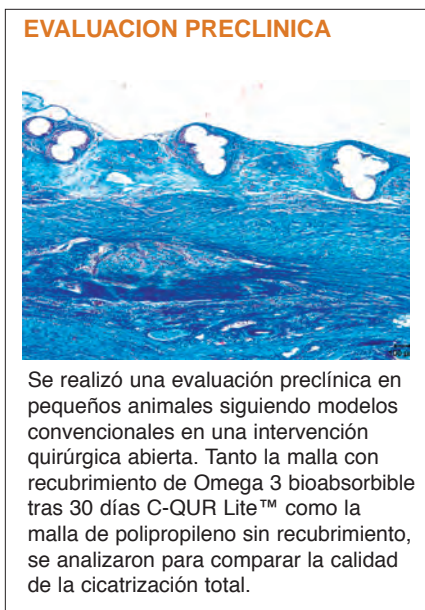 EVALUACION PRECLINICA
Se realizó una evaluación preclínica en
pequeños animales siguiendo modelos
convencionales en una intervención
quirúrgica abierta. Tanto la malla con
recubrimiento de Omega 3 bioabsorbible
tras 30 días C-QUR Lite™ como la
malla de polipropileno sin recubrimiento,
se analizaron para comparar la calidad
de la cicatrización total.